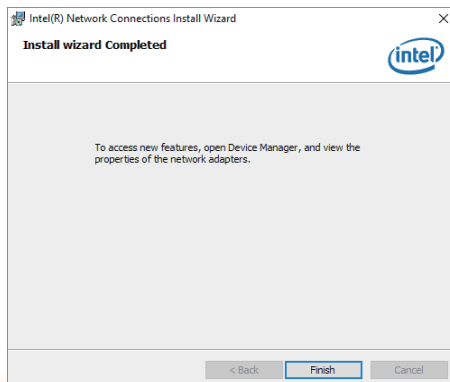 Intel(R) Network Connections Install Wizard
Install wizard Completed
intel
To access new features, open Device Manager, and view the
properties of the network adapters.
< Back
Finish
Cancel